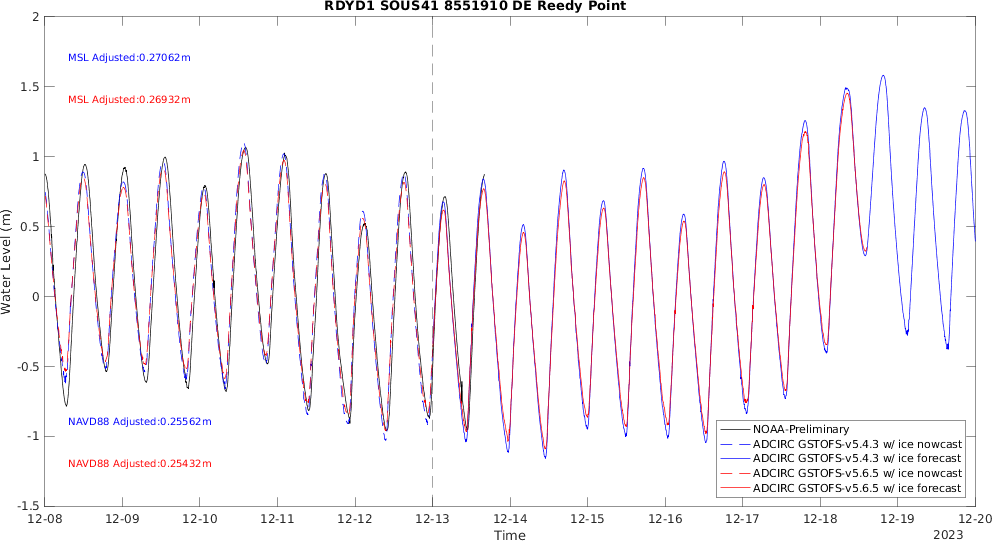 RDYD1 SOUS41 8551910 DE Reedy Point
2
1.5
1
0.5
0
-0.5
-1
-1.5
Water Level (m)
MSL Adjusted:0.27062m
MSL Adjusted:0.26932m
NAVD88 Adjusted:0.25562m
NAVD88 Adjusted:0.25432m
NOAA-Preliminary
ADCIRC GSTOFS-v5.4.3 w/ ice nowcast
ADCIRC GSTOFS-v5.4.3 w/ ice forecast
ADCIRC GSTOFS-v5.6.5 w/ ice nowcast
ADCIRC GSTOFS-v5.6.5 w/ ice forecast
12-08 12-09 12-10 12-11 12-12 12-13 12-14 12-15 12-16 12-17 12-18 12-19 12-20
Time
2023